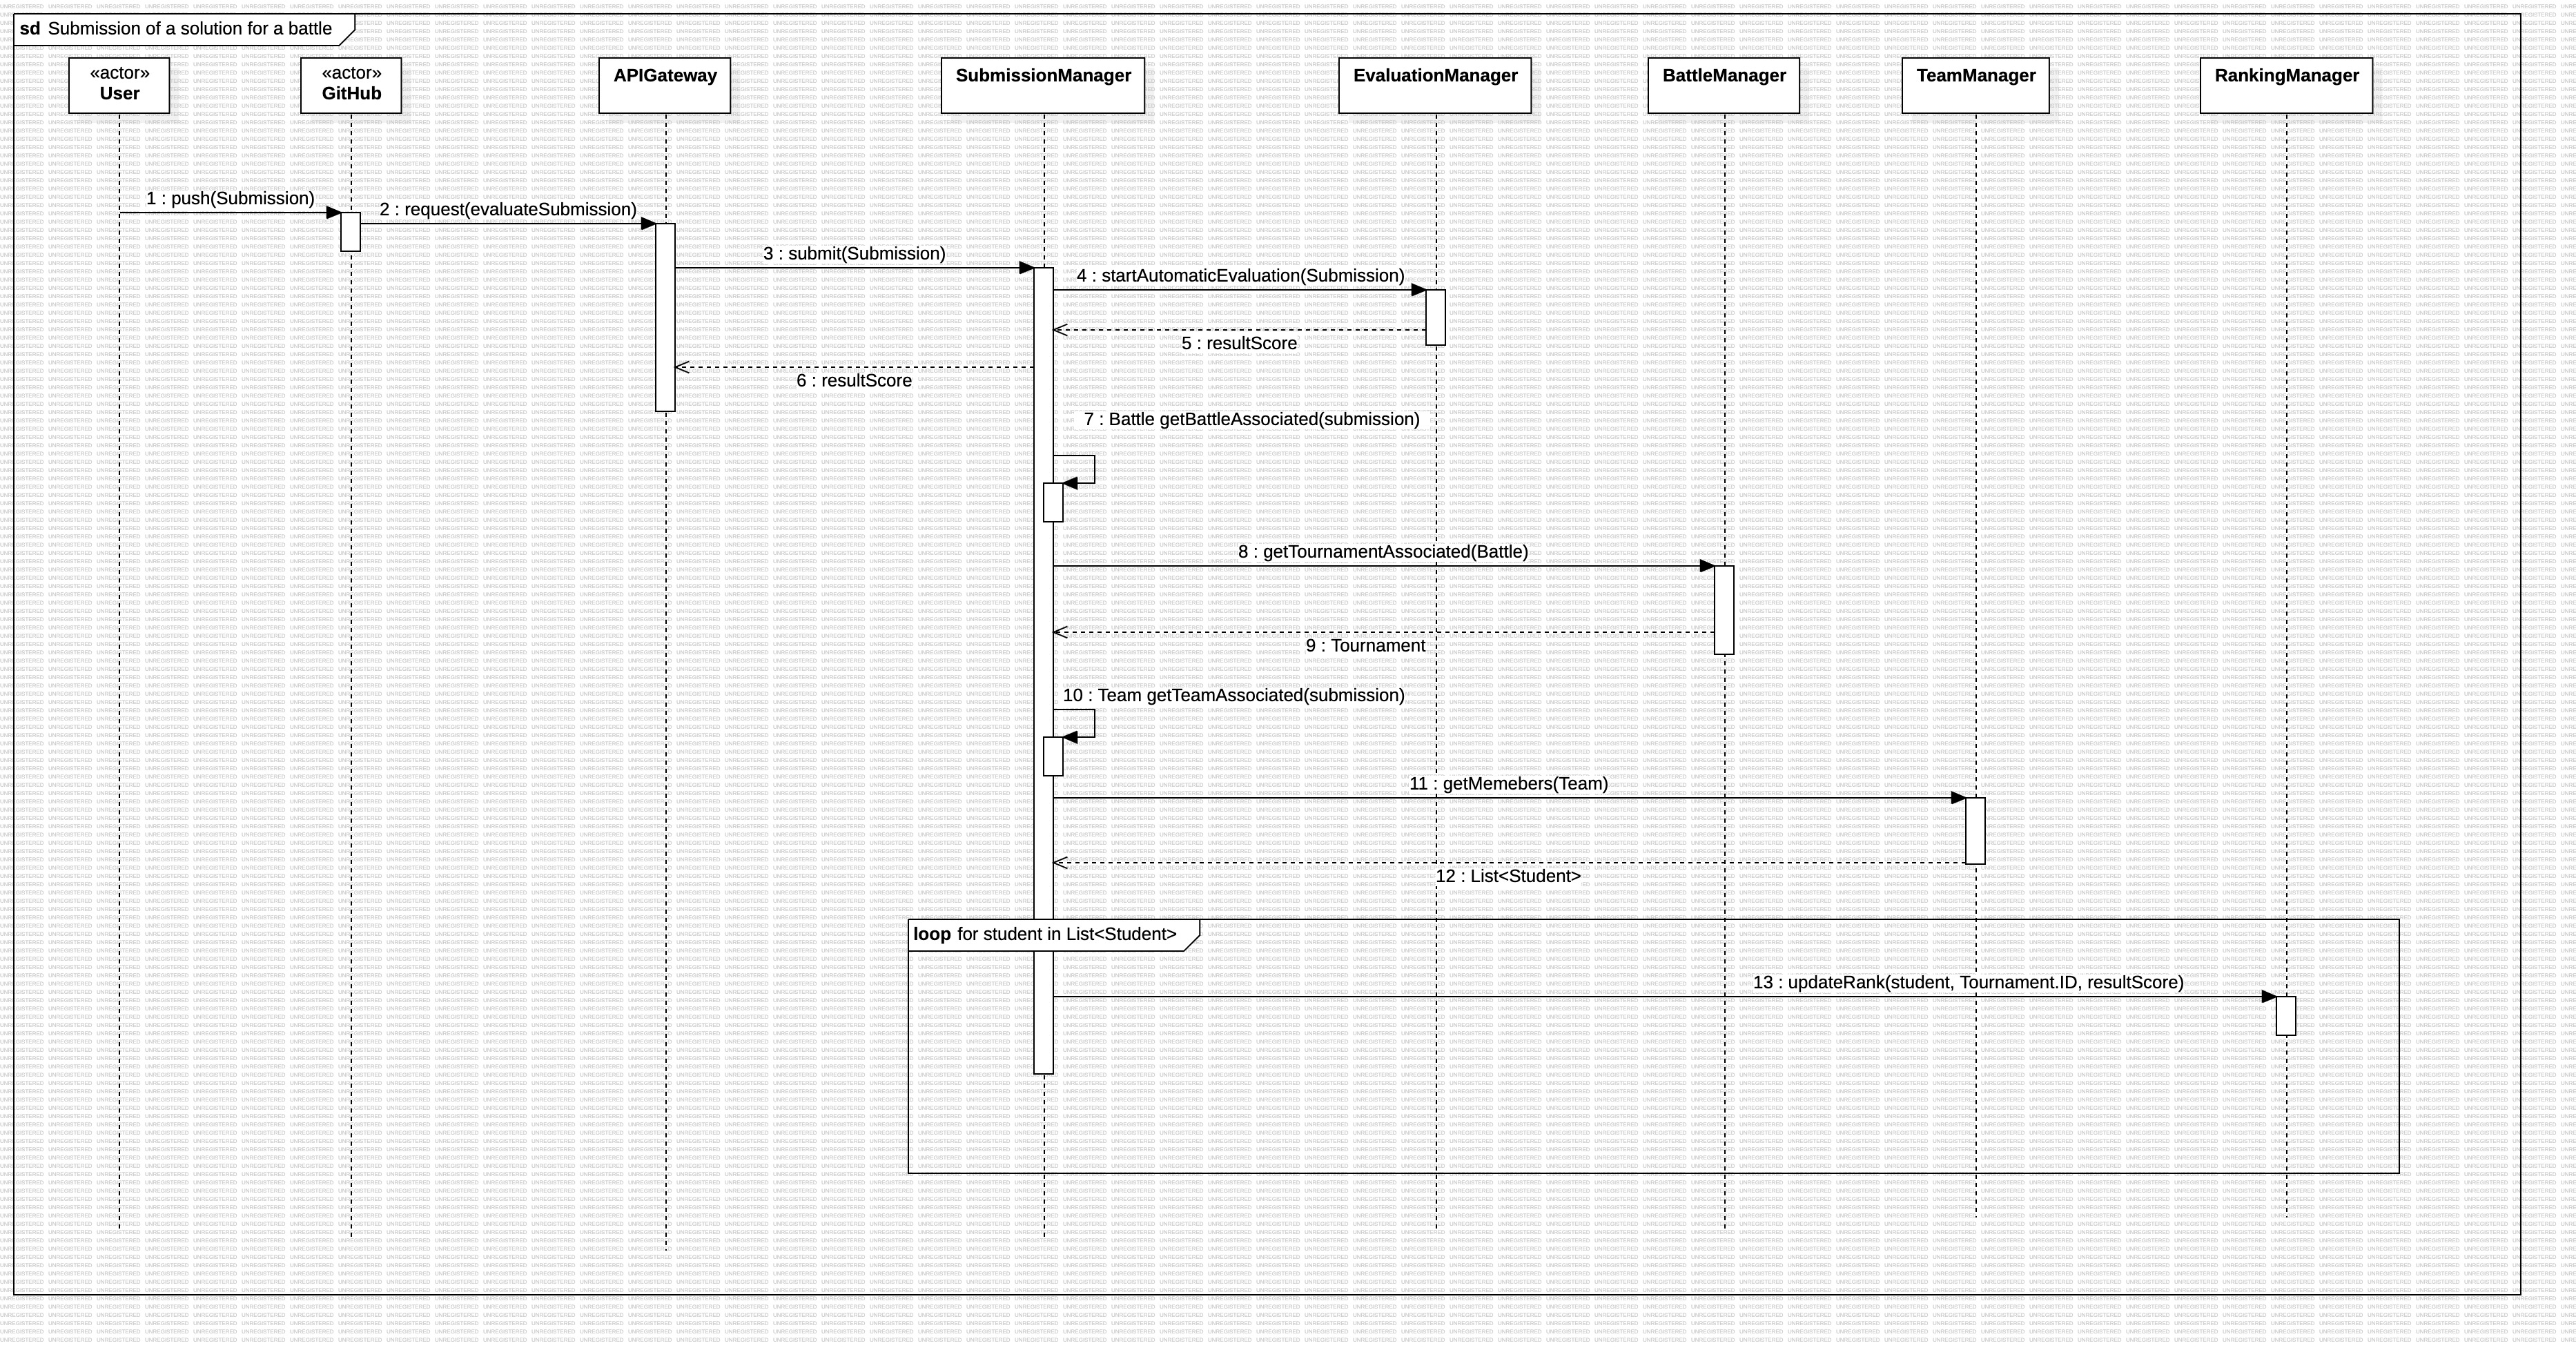 sd Submission of a solution for a battle
«actor»
User
«actor»
GitHub
APIGateway
SubmissionManager
EvaluationManager
BattleManager
TeamManager
RankingManager
1 : push(Submission)
2 : request(evaluateSubmission)
3 : submit(Submission)
4 : startAutomaticEvaluation(Submission)
5 : resultScore
6 : resultScore
7 : Battle getBattleAssociated(submission)
8 : getTournamentAssociated(Battle)
9 : Tournament
10 : Team getTeamAssociated(submission)
11 : getMemebers(Team)
12 : List<Student>
loop for student in List<Student>
13 : updateRank(student, Tournament.ID, resultScore)
UNREGISTERED